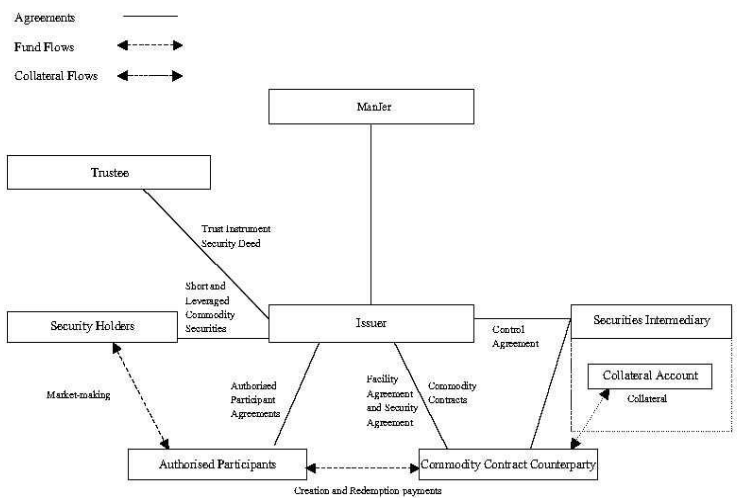 Agreements
Fund Flows
Collateral Flows
ManJer
Trustee
Trust Instrument
Security Deed
Short and
Leveraged
Commodity
Securities
Security Holders
Issuer
Securities Intermediary
Control
Agreement
Collateral Account
Collateral
Market-making
Authorised
Participant
Agreements
Facility
Agreement
and Security
Agreement
Commodity
Contracts
Authorised Participants
Commodity Contract Counterparty
Creation and Redemption payments